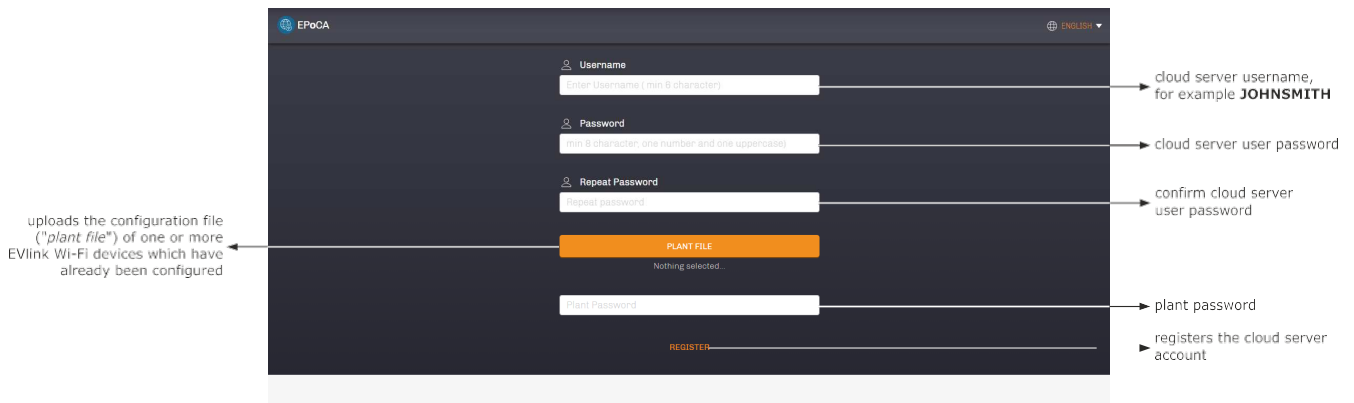 EPoCA
ENGLISH
Username
Enter Username ( min 8 character)
cloud server username,
for example JOHNSMITH
Password
min 8 character, one number and one uppercase)
cloud server user password
Repeat Password
Repeat password
confirm cloud server
user password
uploads the configuration file
("plant file") of one or more
EVlink Wi-Fi devices which have
already been configured
PLANT FILE
Nothing selected...
Plant Password
plant password
REGISTER
registers the cloud server
account